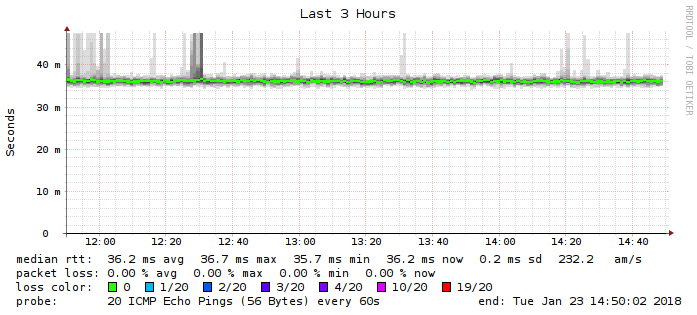 Last 3 Hours
RRDTOOL / TOBI OETIKER
Seconds
40 m
30 m
20 m
10 m
0
12:00 12:20 12:40 13:00 13:20 13:40 14:00 14:20 14:40
median rtt: 36.2 ms avg 36.7 ms max 35.7 ms min 36.2 ms now 0.2 ms sd 232.2 am/s
packet loss: 0.00 % avg 0.00 % max 0.00 % min 0.00 % now
loss color: 0 1/20 2/20 3/20 4/20 10/20 19/20
probe: 20 ICMP Echo Pings (56 Bytes) every 60s end: Tue Jan 23 14:50:02 2018